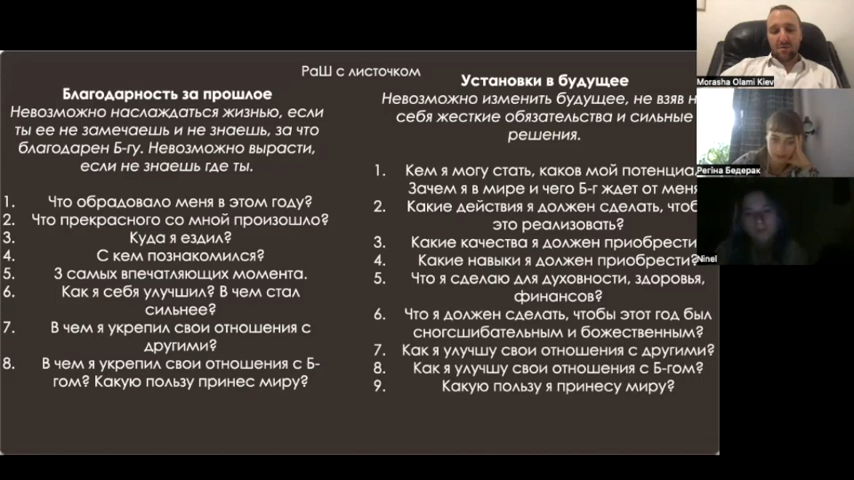 РаШ с листочком
Благодарность за прошлое
Невозможно наслаждаться жизнью, если
ты ее не замечаешь и не знаешь, за что
благодарен Б-гу. Невозможно вырасти,
если не знаешь где ты.
1. Что обрадовало меня в этом году?
2. Что прекрасного со мной произошло?
3. Куда я ездил?
4. С кем познакомился?
5. 3 самых впечатляющих момента.
6. Как я себя улучшил? В чем стал
сильнее?
7. В чем я укрепил свои отношения с
другими?
8. В чем я укрепил свои отношения с Б-
гом? Какую пользу принес миру?
Установки в будущее
Невозможно изменить будущее, не взяв
себя жесткие обязательства и сильные
решения.
1. Кем я могу стать, каков мой
Зачем я в мире и чего Б-г ждет от меня
2. Какие действия я должен сделать,
это реализовать?
3. Какие качества я должен приобрести
4. Какие навыки я должен приобрести?
5. Что я сделаю для духовности, здоровья,
финансов?
6. Что я должен сделать, чтобы этот год был
сногсшибательным и божественным?
7. Как я улучшу свои отношения с другими?
8. Как я улучшу свои отношения с Б-гом?
9. Какую пользу я принесу миру?
Morasha Olami Kiev
Регіна Бедерак
Ninel